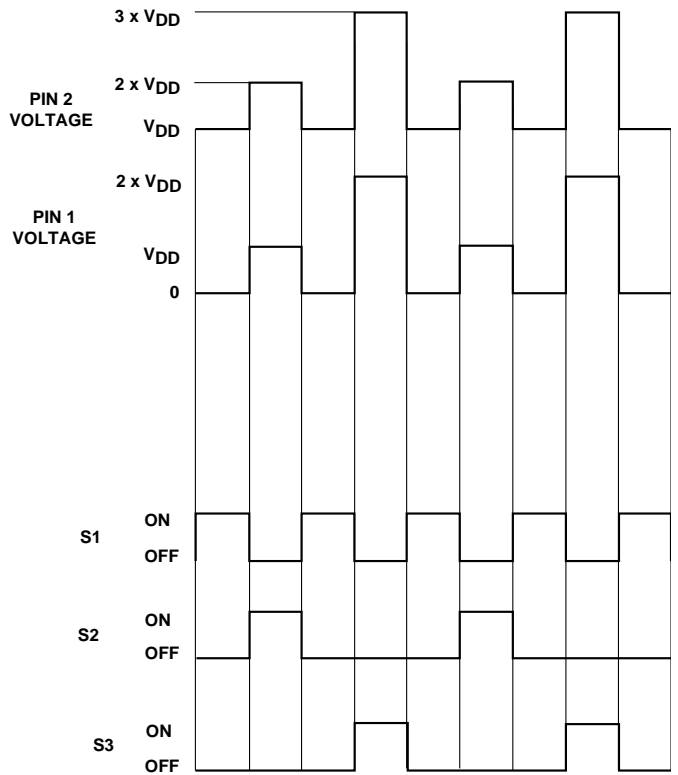 3 x VDD
2 x VDD
PIN 2
VOLTAGE
VDD
2 x VDD
PIN 1
VOLTAGE
VDD
0
ON
S1
OFF
ON
S2
OFF
ON
S3
OFF